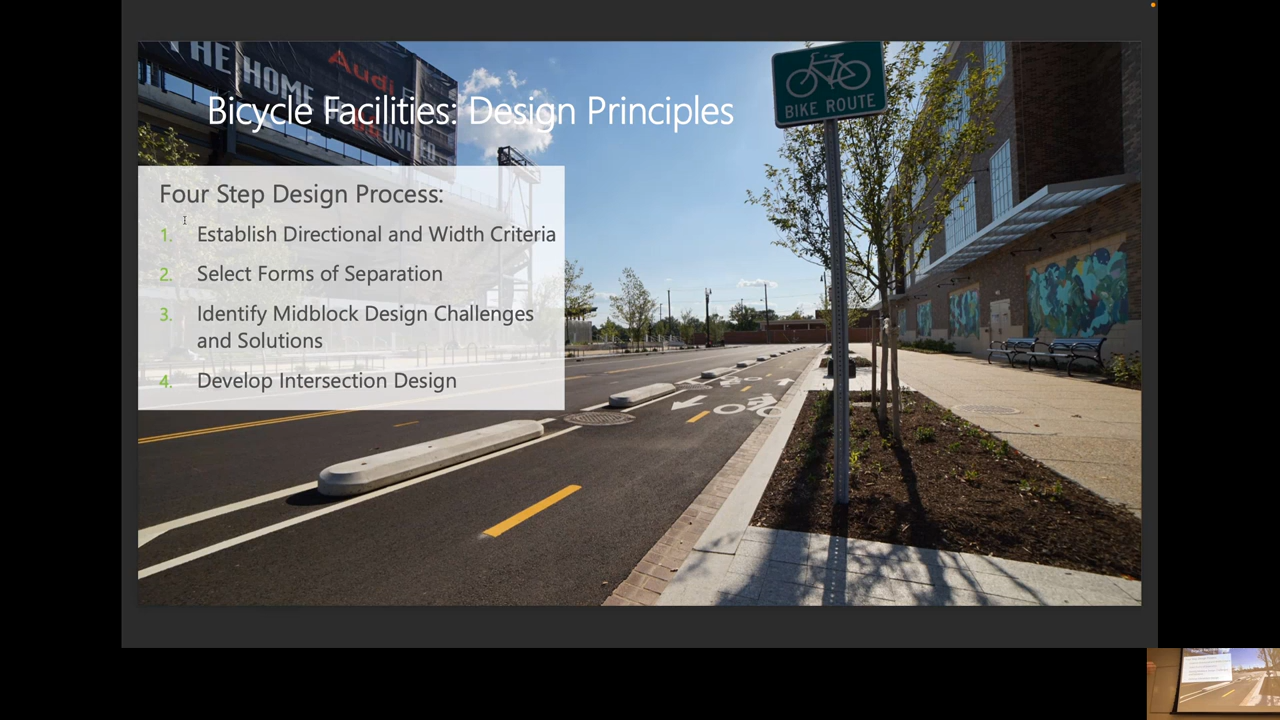 THE HOME
Audi
UNITED
Bicycle Facilities: Design Principles
BIKE ROUTE
Four Step Design Process:
1. Establish Directional and Width Criteria
2. Select Forms of Separation
3. Identify Midblock Design Challenges
and Solutions
4. Develop Intersection Design